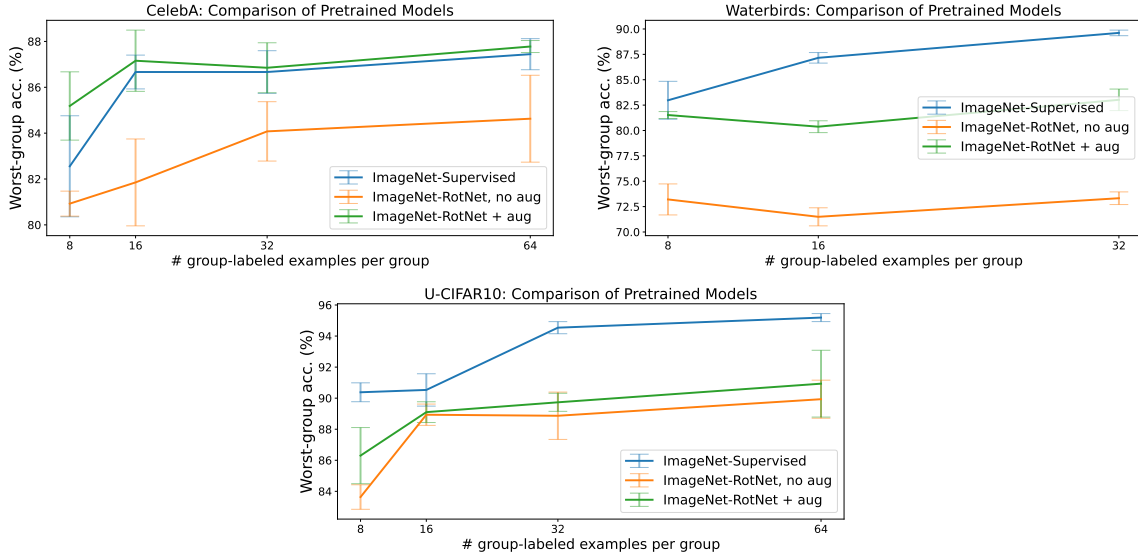 CelebA: Comparison of Pretrained Models
Worst-group acc. (%)
88
86
84
82
80
8
16
32
64
# group-labeled examples per group
ImageNet-Supervised
ImageNet-RotNet, no aug
ImageNet-RotNet + aug
Waterbirds: Comparison of Pretrained Models
Worst-group acc. (%)
90.0
87.5
85.0
82.5
80.0
77.5
75.0
72.5
70.0
8
16
32
# group-labeled examples per group
ImageNet-Supervised
ImageNet-RotNet, no aug
ImageNet-RotNet + aug
U-CIFAR10: Comparison of Pretrained Models
Worst-group acc. (%)
96
94
92
90
88
86
84
8
16
32
64
# group-labeled examples per group
ImageNet-Supervised
ImageNet-RotNet, no aug
ImageNet-RotNet + aug